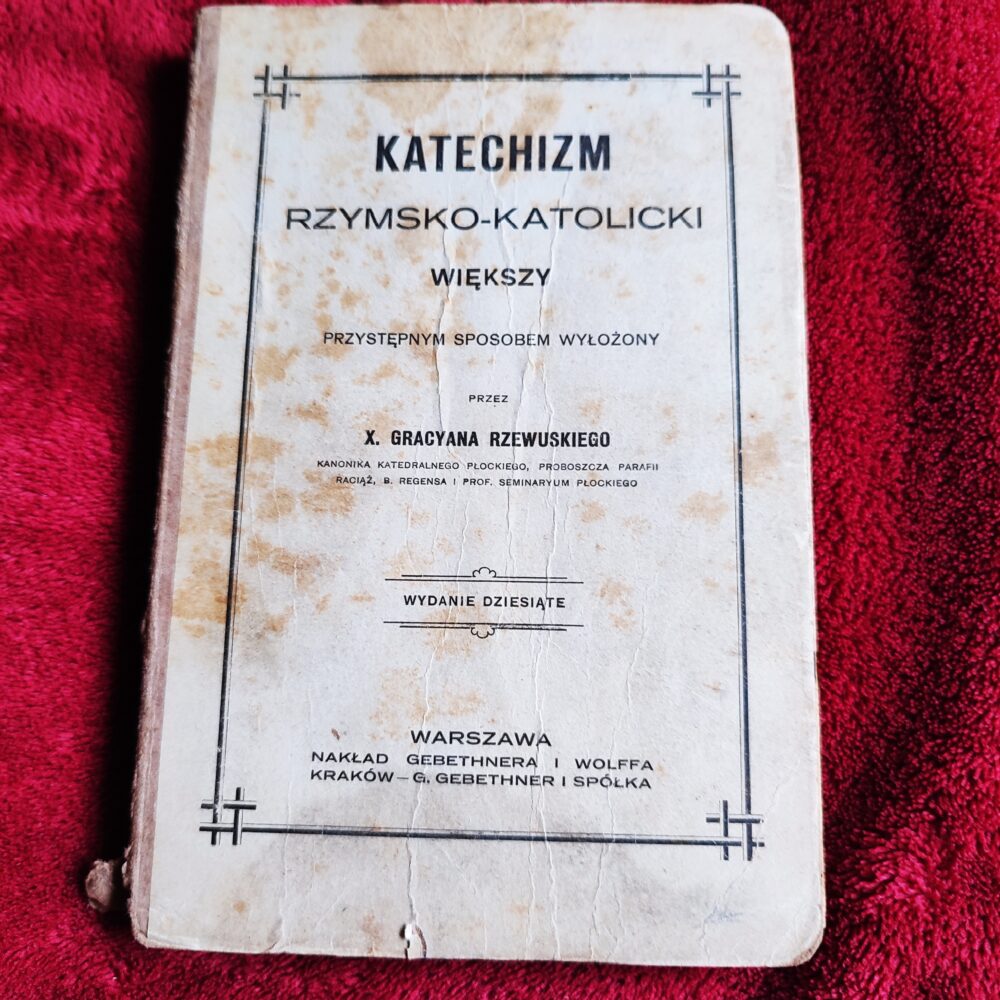 KATECHIZM
RZYMSKO-KATOLICKI
WIĘKSZY
PRZYSTĘPNYM SPOSOBEM WYŁOŻONY
PRZEZ
X. GRACYANA RZEWUSKIEGO
KANONIKA KATEDRALNEGO PŁOCKIEGO, PROBOSZCZA PARAFII
RACIĄŻ, B. REGENSA I PROF. SEMINARYUM PŁOCKIEGO
WYDANIE DZIESIĄTE
WARSZAWA
NAKŁAD GEBETHNERA I WOLFFA
KRAKÓW—G. GEBETHNER I SPÓŁKA